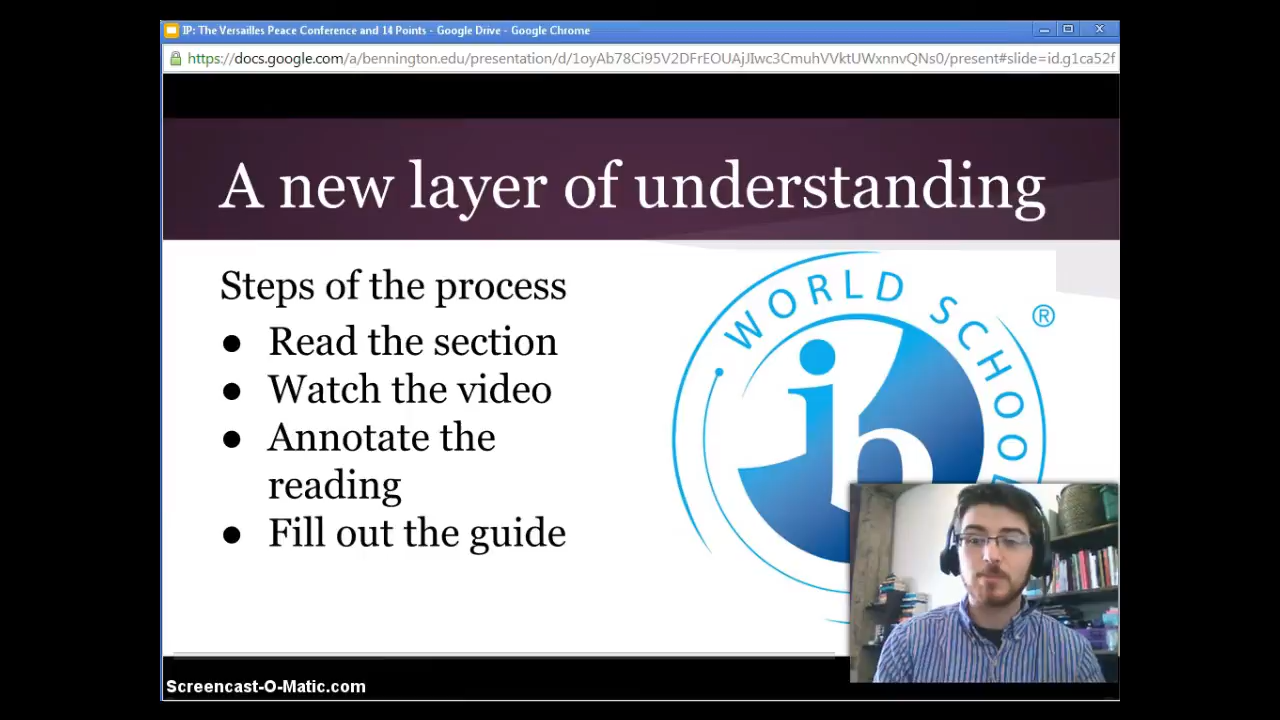 IP: The Versailles Peace Conference and 14 Points - Google Drive - Google Chrome
https://docs.google.com/a/bennington.edu/presentation/d/1oyAb78Ci95V2DFrEOUAjJIwc3CmuhVVktUWxnnvQNs0/present#slide=id.g1ca52f
A new layer of understanding
Steps of the process
● Read the section
● Watch the video
● Annotate the
reading
● Fill out the guide
WORLD SCHOOL
®
ib
Screencast-O-Matic.com